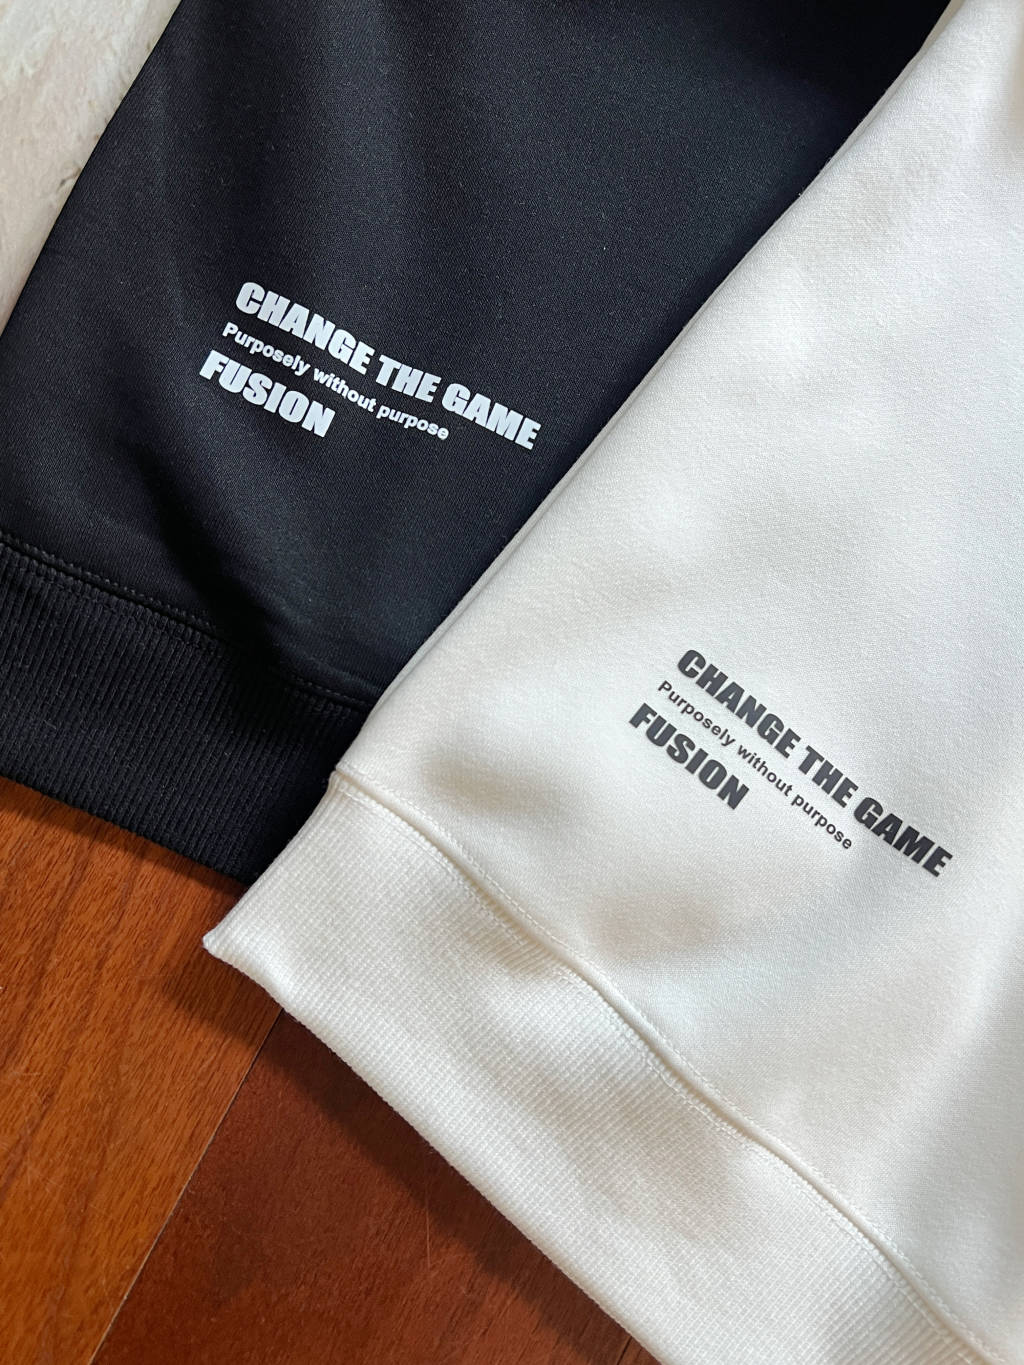 CHANGE THE GAME
Purposely without purpose
FUSION
CHANGE THE GAME
Purposely without purpose
FUSION